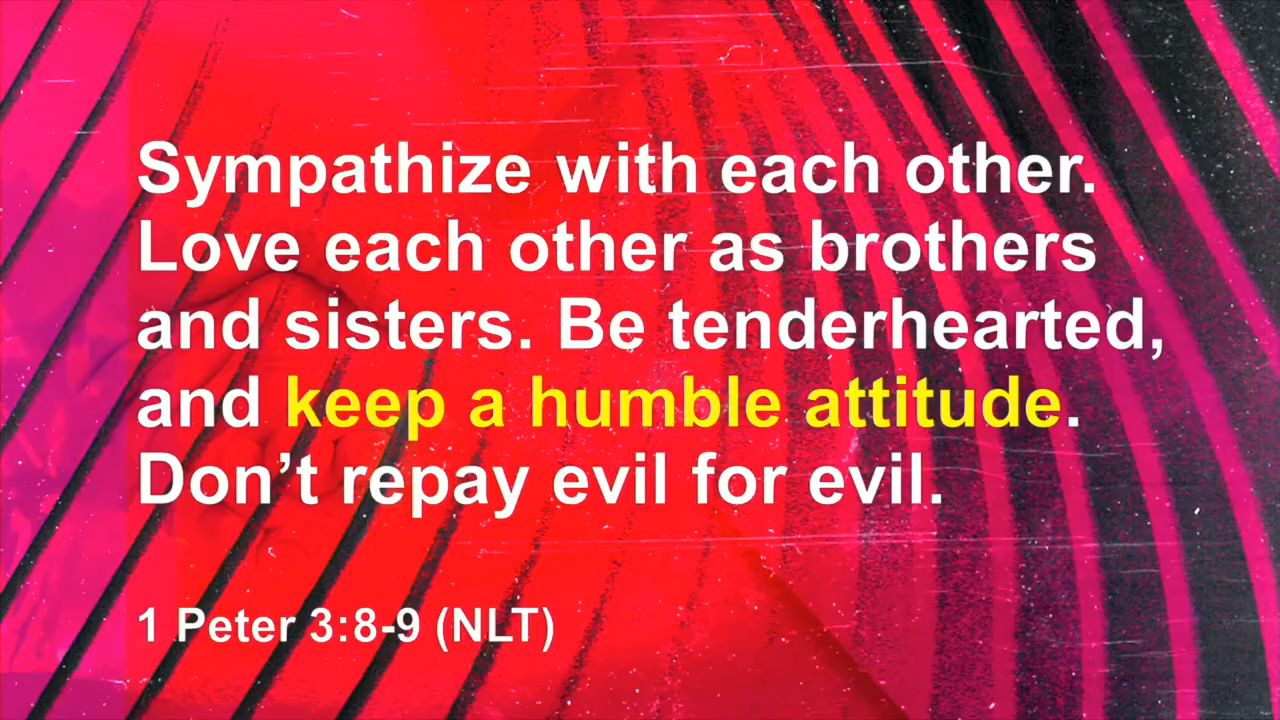 Sympathize with each other.
Love each other as brothers
and sisters. Be tenderhearted,
and keep a humble attitude.
Don’t repay evil for evil.
1 Peter 3:8-9 (NLT)